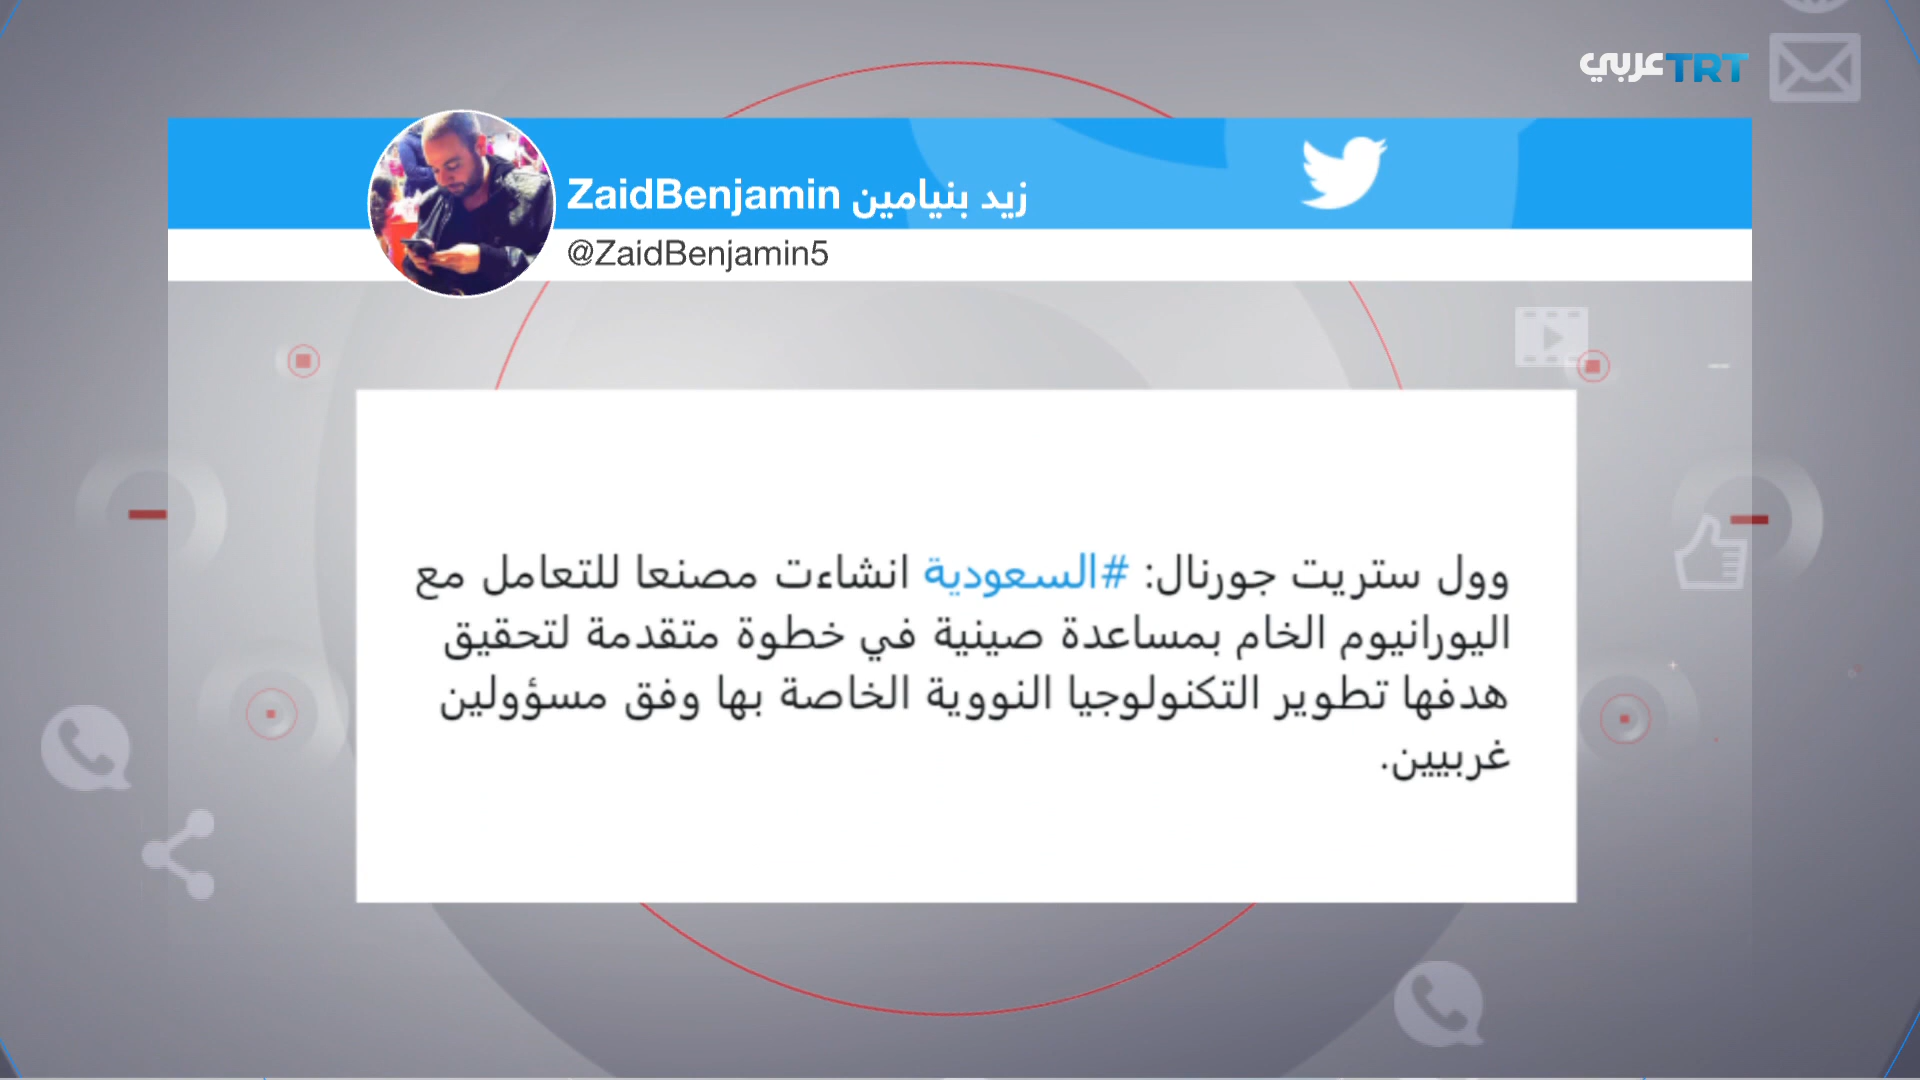 TRT عربي
ZaidBenjamin زيد بنيامين
@ZaidBenjamin5
وول ستريت جورنال: #السعودية انشاءت مصنعا للتعامل مع
اليورانيوم الخام بمساعدة صينية في خطوة متقدمة لتحقيق
هدفها تطوير التكنولوجيا النووية الخاصة بها وفق مسؤولين
غربيين.